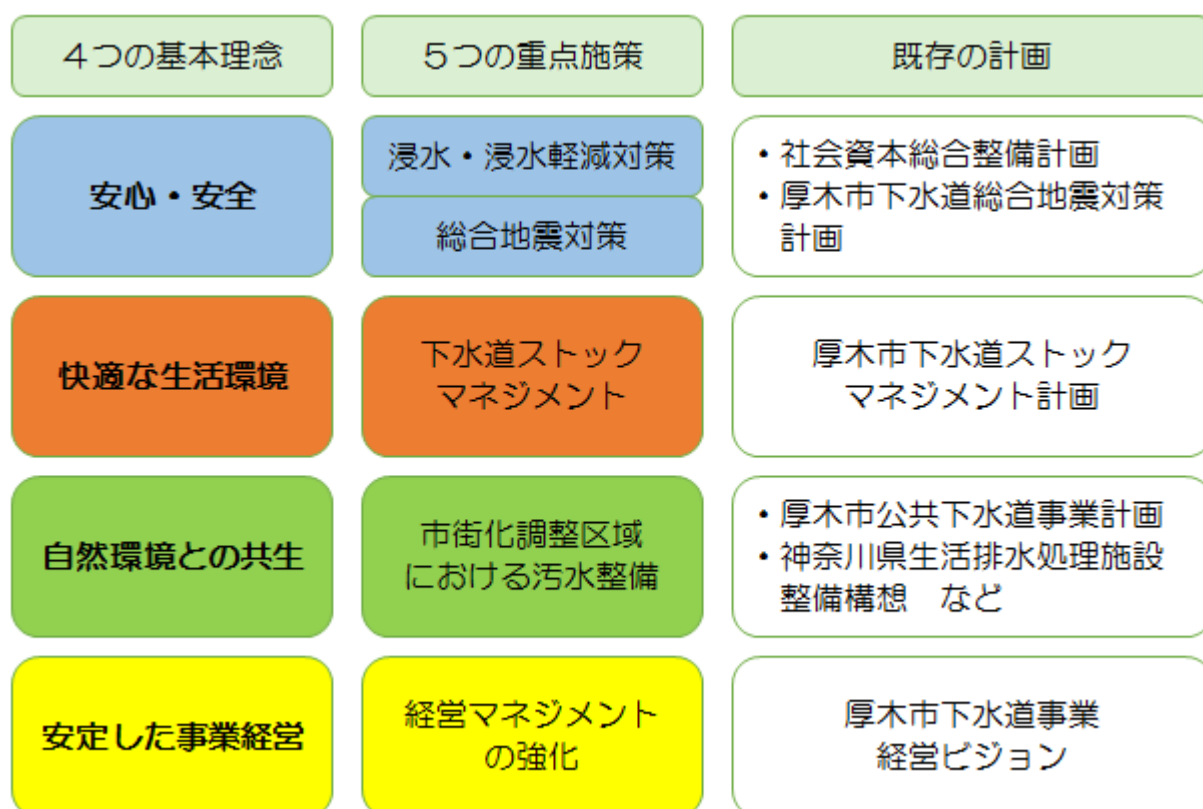 ４つの基本理念
５つの重点施策
既存の計画
安心・安全
浸水・浸水軽減対策
総合地震対策
・社会資本総合整備計画
・厚木市下水道総合地震対策
計画
快適な生活環境
下水道ストック
マネジメント
厚木市下水道ストック
マネジメント計画
自然環境との共生
市街化調整区域
における汚水整備
・厚木市公共下水道事業計画
・神奈川県生活排水処理施設
整備構想　など
安定した事業経営
経営マネジメント
の強化
厚木市下水道事業
経営ビジョン